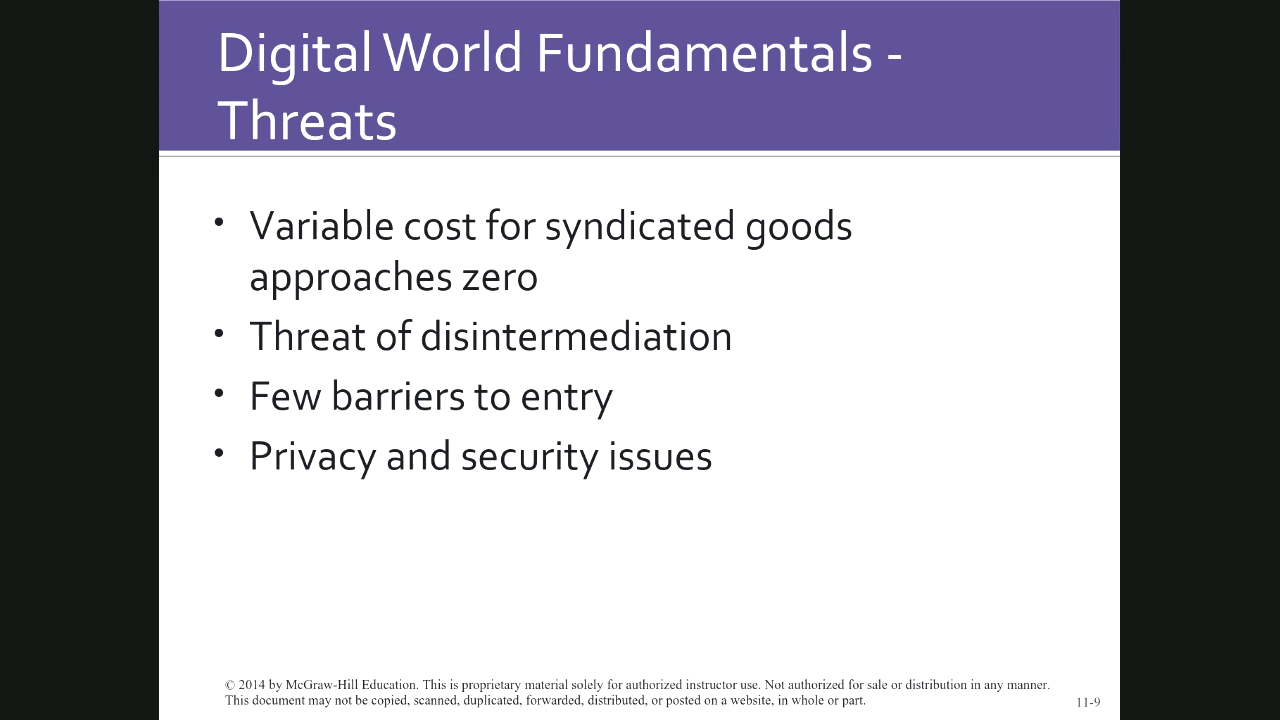 Digital World Fundamentals -
Threats
• Variable cost for syndicated goods
approaches zero
• Threat of disintermediation
• Few barriers to entry
• Privacy and security issues
© 2014 by McGraw-Hill Education. This is proprietary material solely for authorized instructor use. Not authorized for sale or distribution in any manner.
This document may not be copied, scanned, duplicated, forwarded, distributed, or posted on a website, in whole or part.
11-9